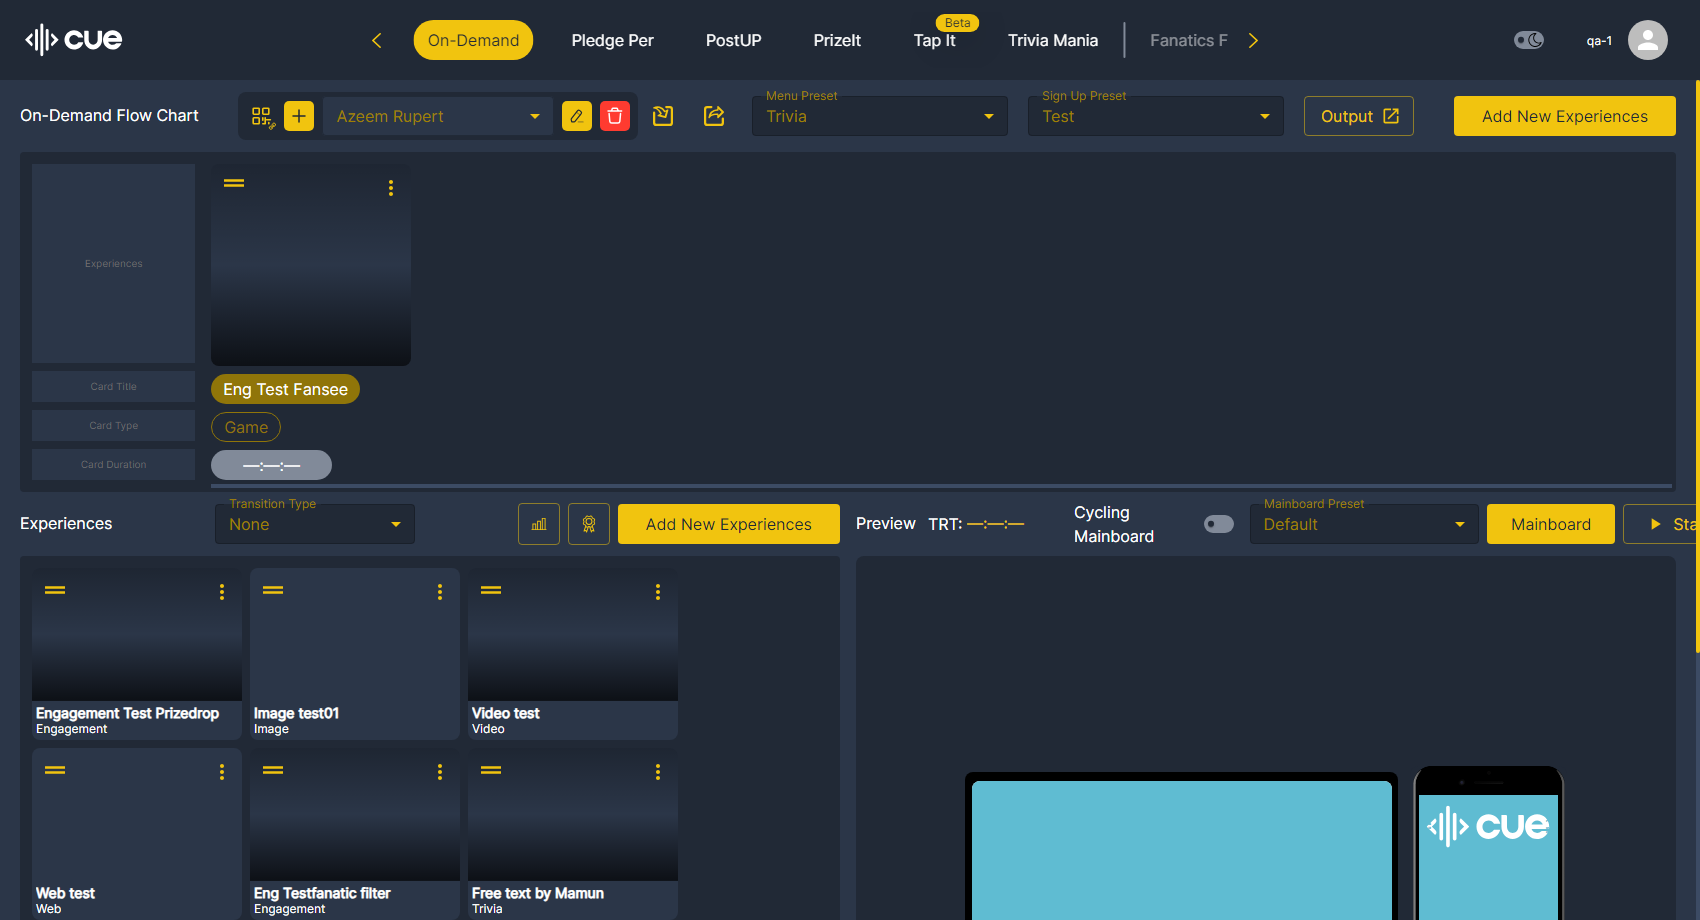 cue
On-Demand
Pledge Per
PostUP
PrizeIt
Beta
Tap It
Trivia Mania
Fanatics F
qa-1
On-Demand Flow Chart
Azeem Rupert
Menu Preset
Trivia
Sign Up Preset
Test
Output
Add New Experiences
Experiences
Card Title
Eng Test Fansee
Card Type
Game
Card Duration
—:—:—
Experiences
Transition Type
None
Add New Experiences
Preview
TRT: —:—:—
Cycling
Mainboard
Mainboard Preset
Default
Mainboard
Sta
Engagement Test Prizedrop
Engagement
Image test01
Image
Video test
Video
Web test
Web
Eng Testfanatic filter
Engagement
Free text by Mamun
Trivia
cue